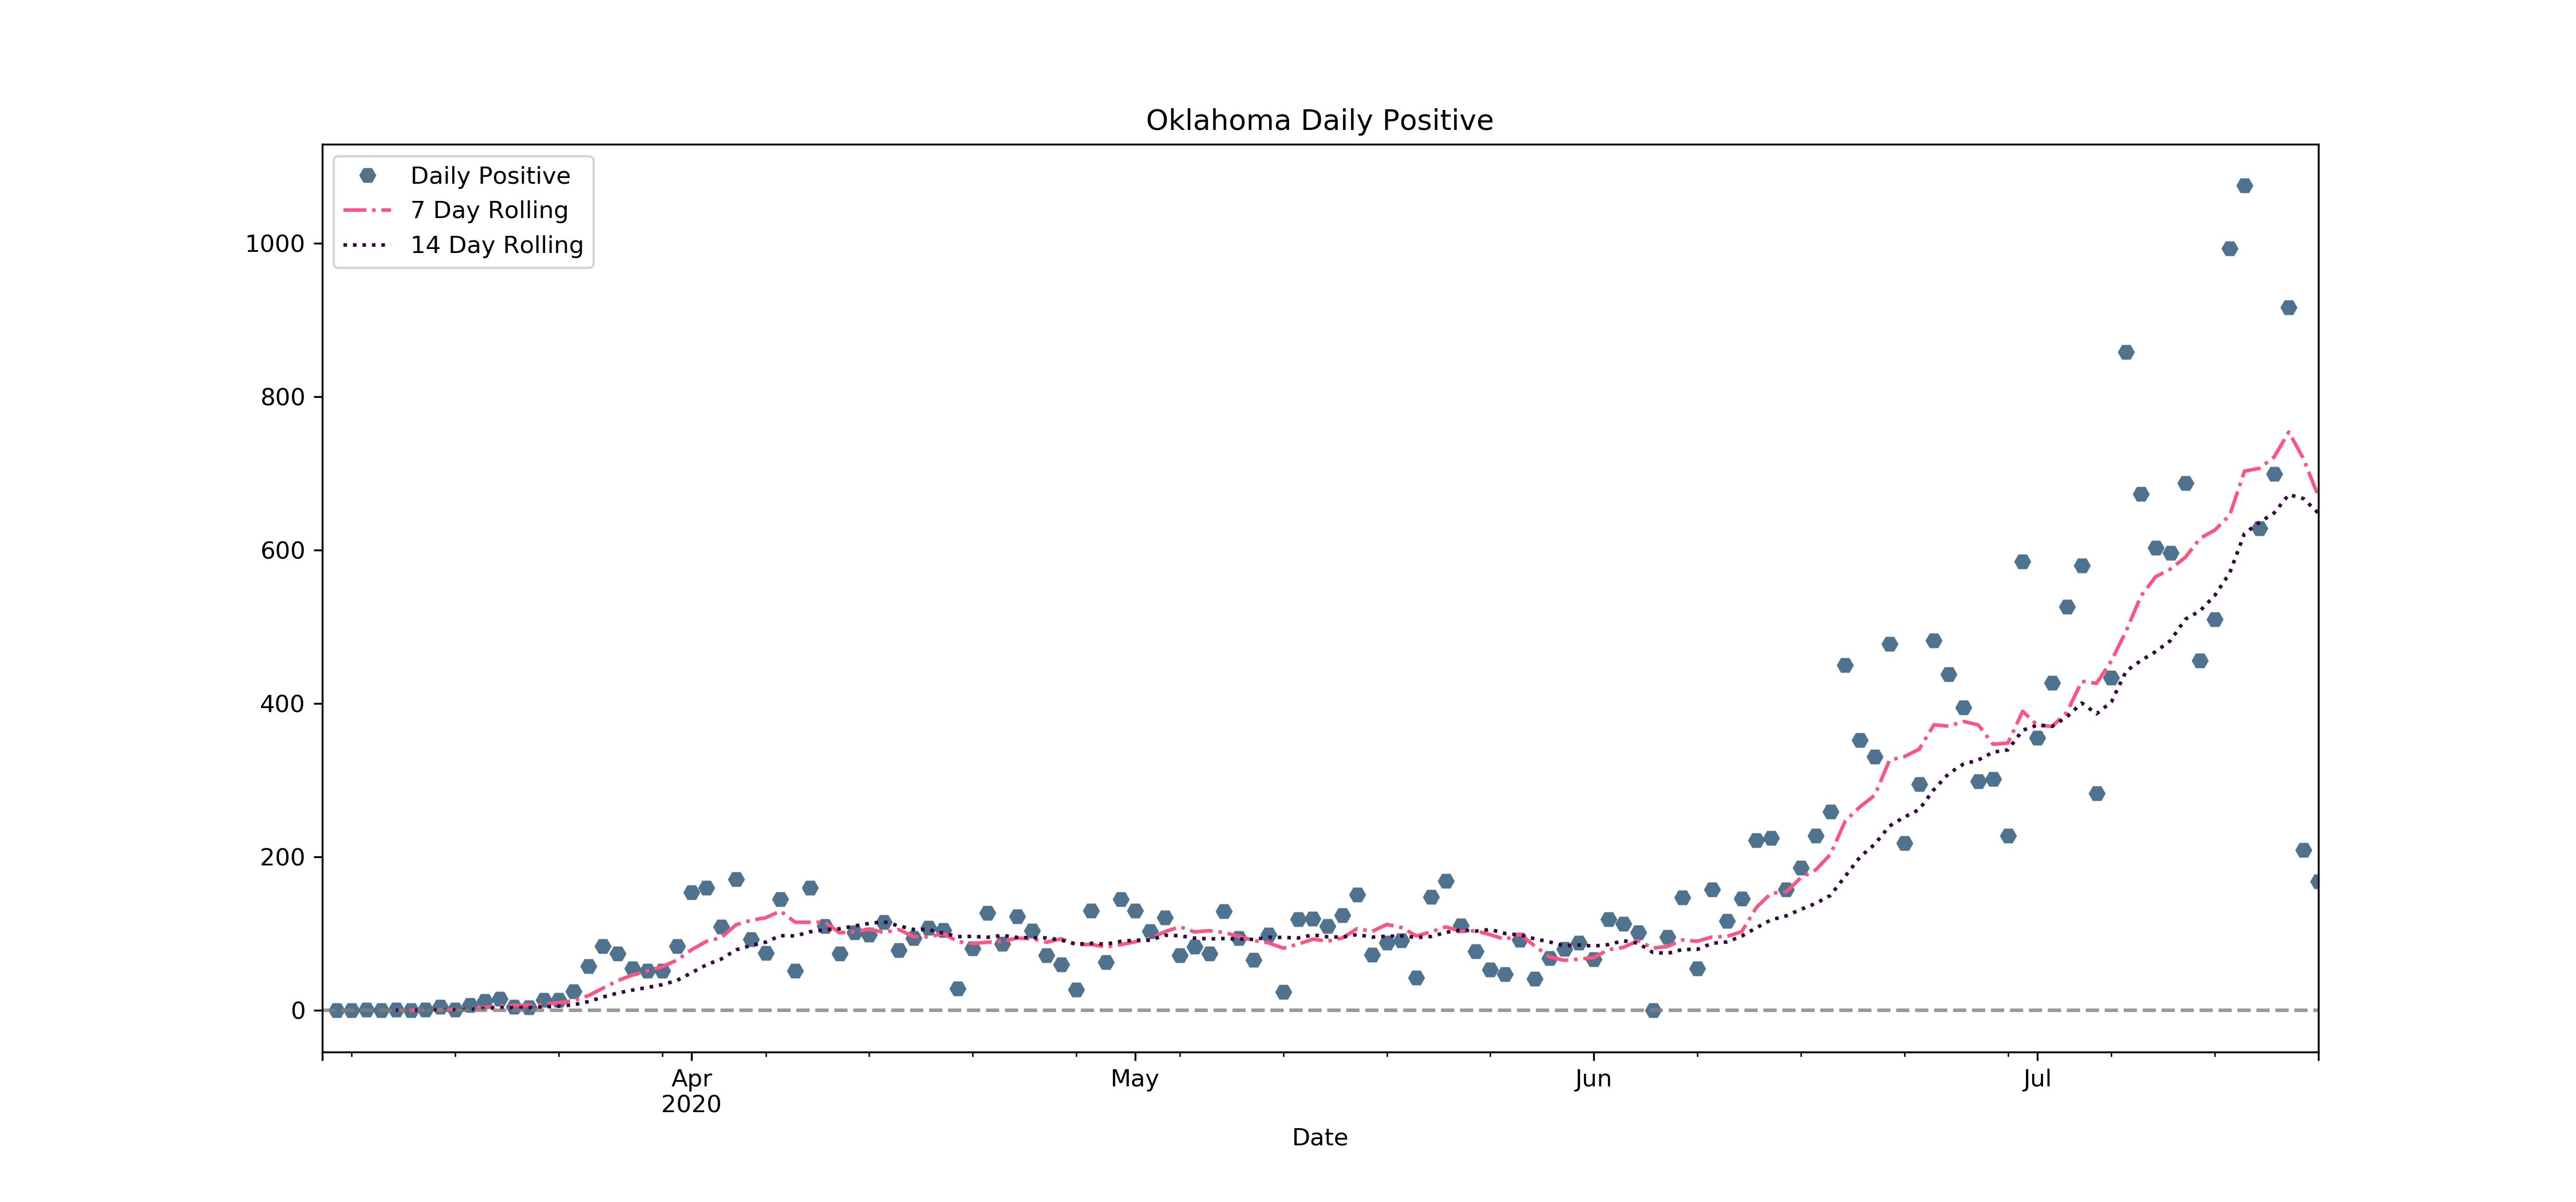 Oklahoma Daily Positive
Daily Positive
7 Day Rolling
14 Day Rolling
1000
800
600
400
200
0
Apr
2020
May
Jun
Jul
Date